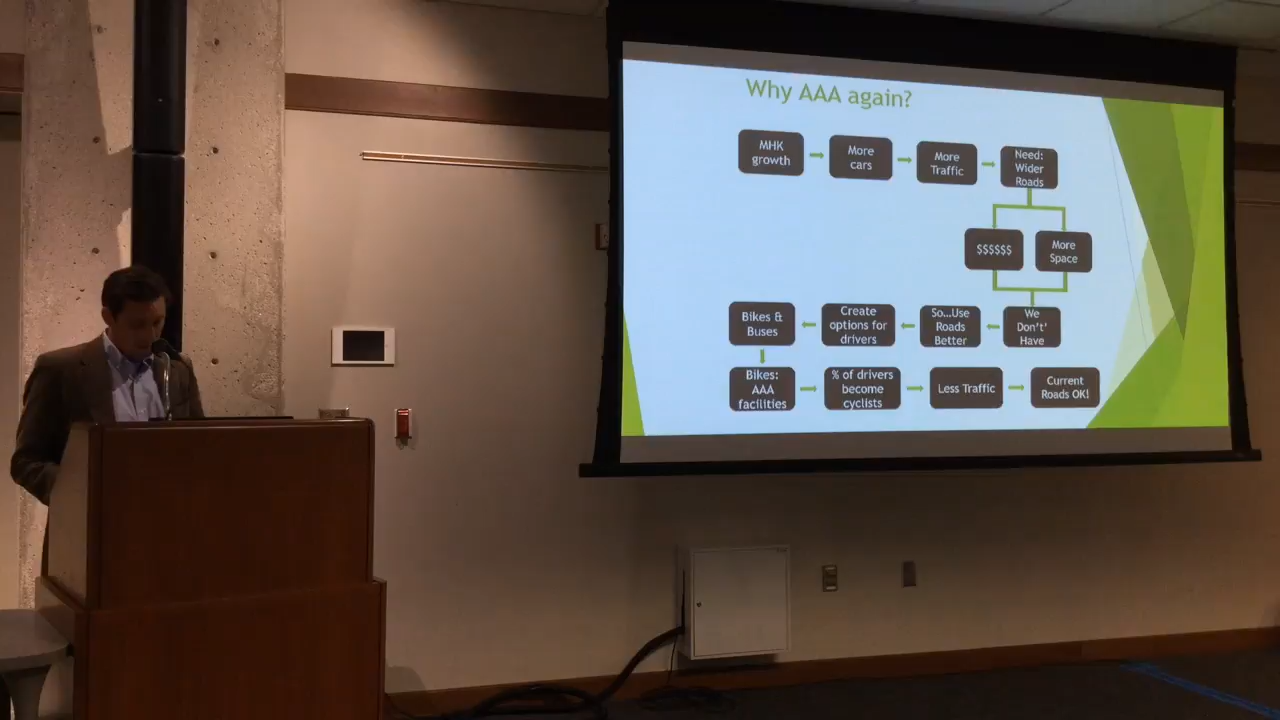 Why AAA again?
MHK
growth
More
cars
More
Traffic
Need:
Wider
Roads
$$$$$$
More
Space
We
Don't'
Have
So...Use
Roads
Better
Create
options for
drivers
Bikes &
Buses
Bikes:
AAA
facilities
% of drivers
become
cyclists
Less Traffic
Current
Roads OK!